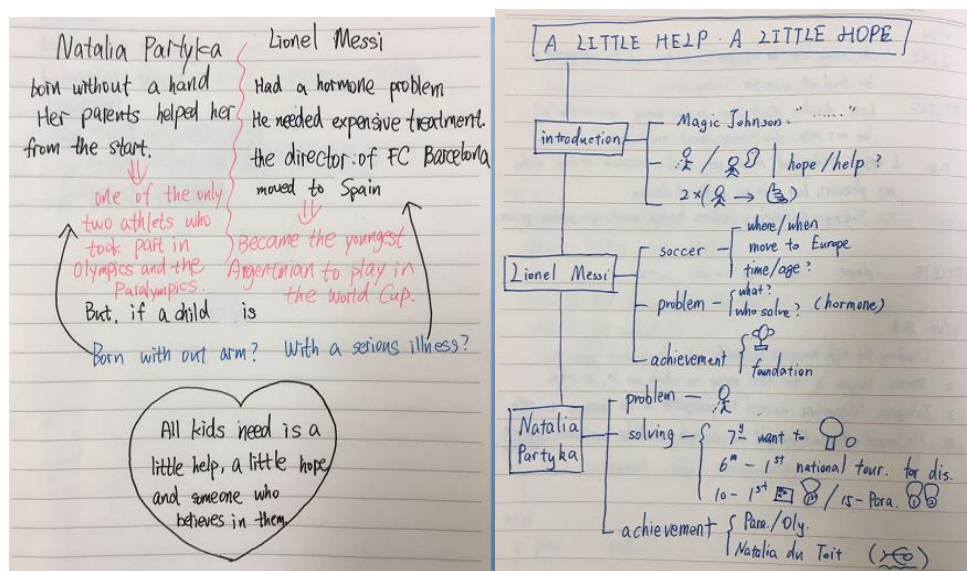 Natalia Partyka
born without a hand
Her parents helped her
from the start.
one of the only
two athlets who
took part in
Olympics and the
Paralympics.
Lionel Messi
Had a hormone problem
He needed expensive treatment.
the director of FC Barcelona
moved to Spain
Became the youngest
Argentnian to play in
the World Cup.
But, if a child is
Born with out arm? With a serious illness?
All kids need is a
little help, a little hope
and someone who
believes in them.
A LITTLE HELP · A LITTLE HOPE
introduction
Magic Johnson: "......"
/ | hope/help ?
2×( → )
Lionel Messi
soccer
where/when
move to Europe
time/age?
problem
what?
who solve? (hormone)
achievement
foundation
Natalia
Partyka
problem
solving
7y want to
6m - 1st national tour. for dis.
10 - 1st / 15 - Para.
achievement
Para./Oly.
Natalia du Toit